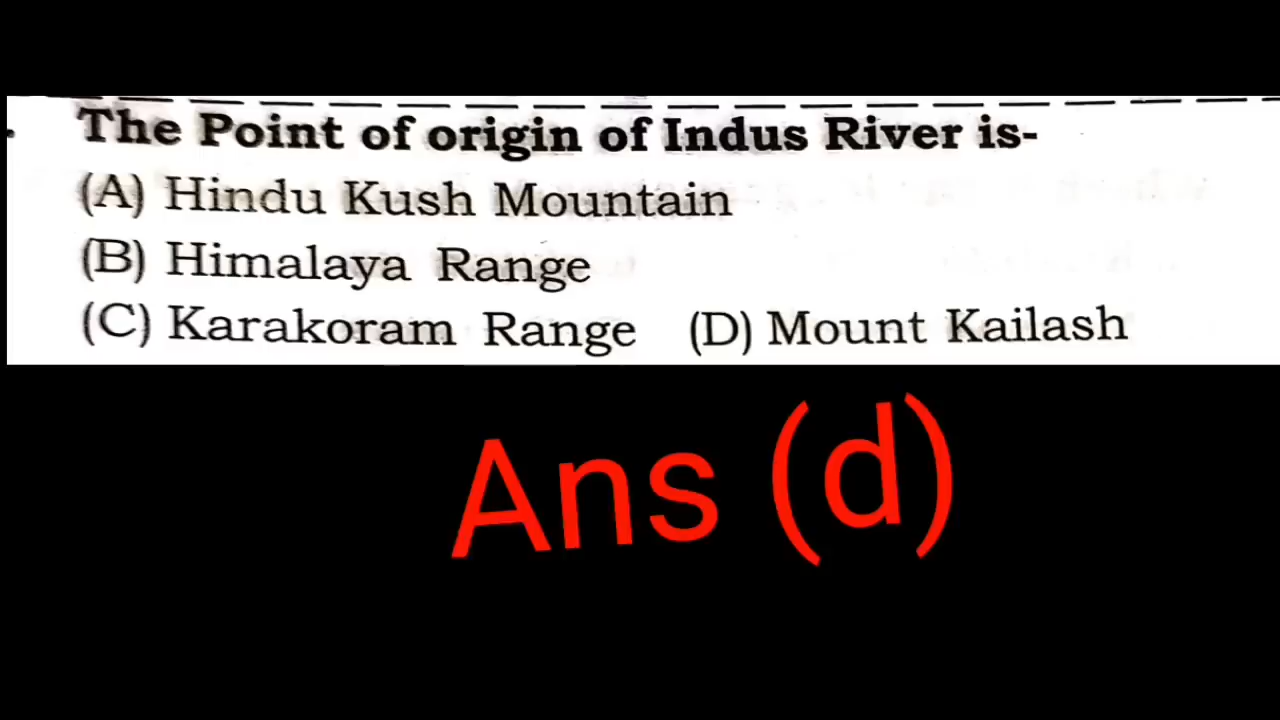 The Point of origin of Indus River is-
(A) Hindu Kush Mountain
(B) Himalaya Range
(C) Karakoram Range (D) Mount Kailash
Ans (d)